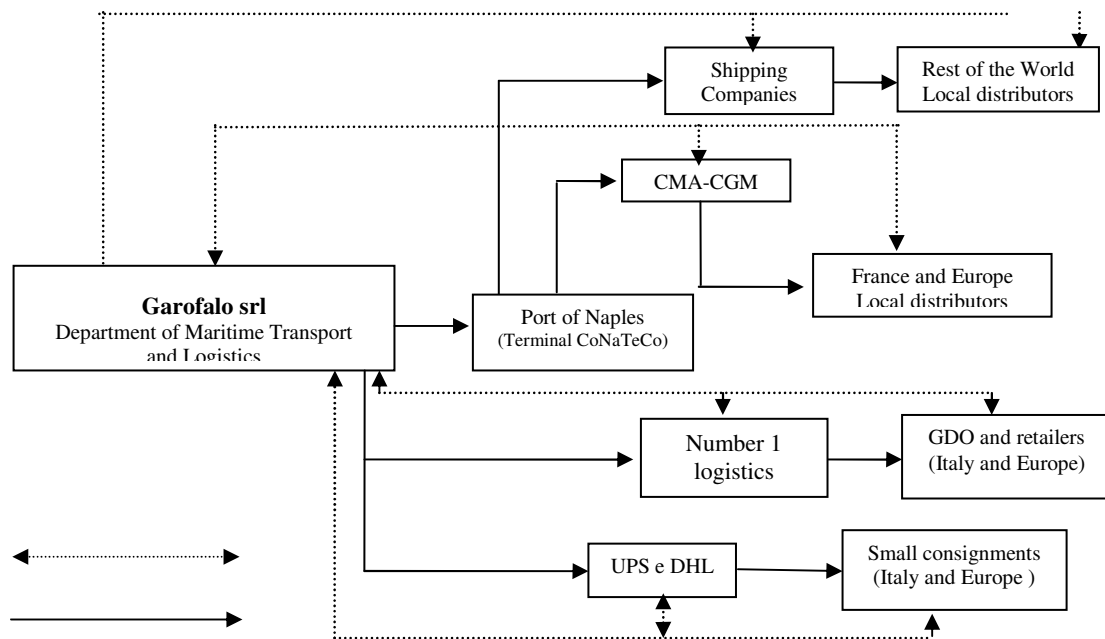 Shipping
Companies
Rest of the World
Local distributors
CMA-CGM
France and Europe
Local distributors
Garofalo srl
Department of Maritime Transport
and Logistics
Port of Naples
(Terminal CoNaTeCo)
Number 1
logistics
GDO and retailers
(Italy and Europe)
UPS e DHL
Small consignments
(Italy and Europe )